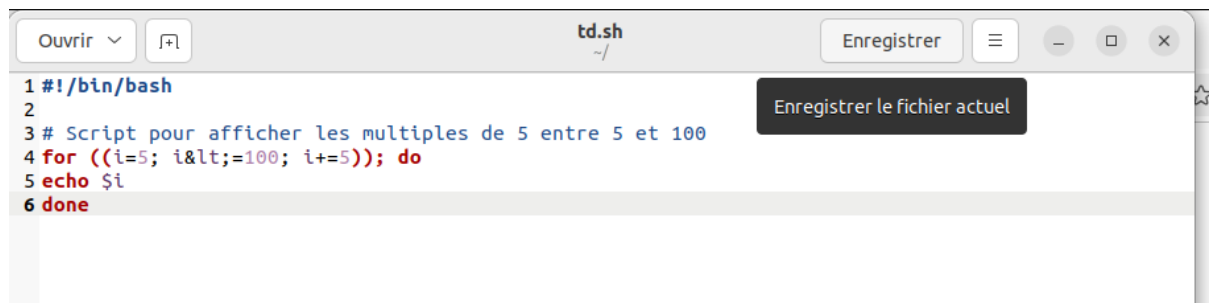 Ouvrir td.sh Enregistrer
~/
Enregistrer le fichier actuel
1 #!/bin/bash
2
3 # Script pour afficher les multiples de 5 entre 5 et 100
4 for ((i=5; i&lt;=100; i+=5)); do
5 echo $i
6 done